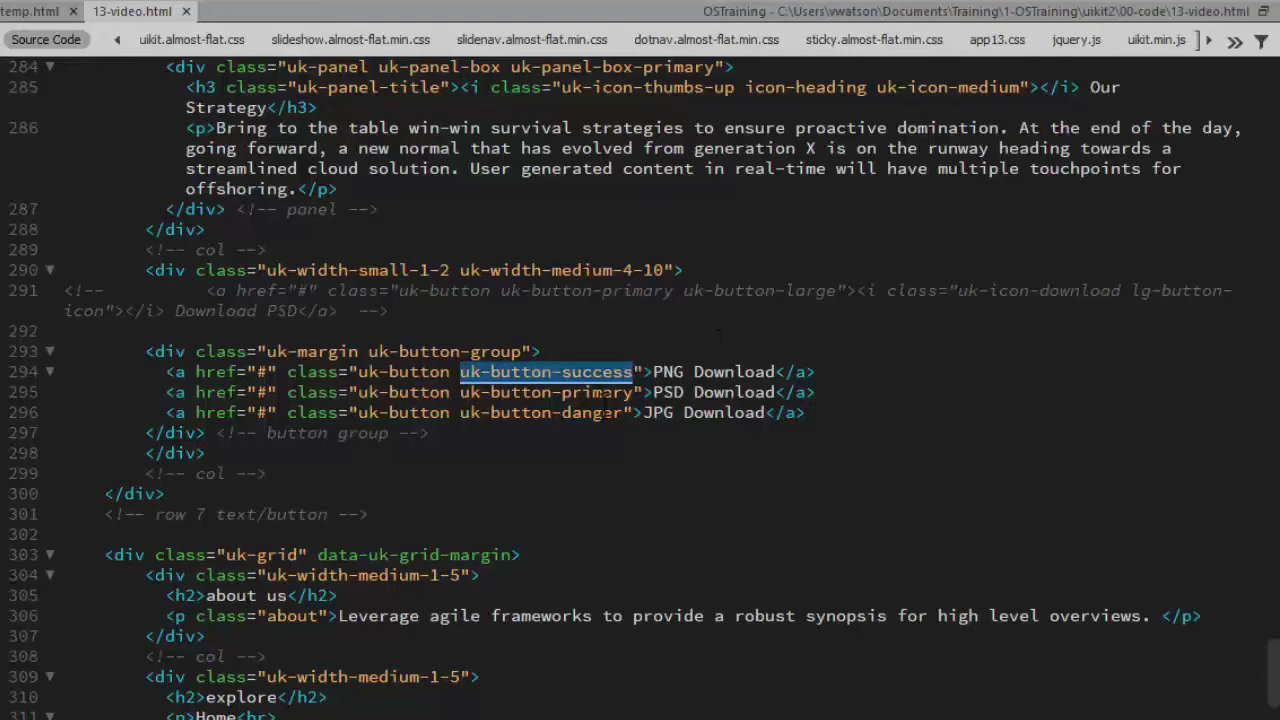 temp.html × 13-video.html × OSTraining - C:\Users\vwatson\Documents\Training\1-OSTraining\uikit2\00-code\13-video.html
Source Code uikit.almost-flat.css slideshow.almost-flat.min.css slidenav.almost-flat.min.css dotnav.almost-flat.min.css sticky.almost-flat.min.css app13.css jquery.js uikit.min.js
284 <div class="uk-panel uk-panel-box uk-panel-box-primary">
285 <h3 class="uk-panel-title"><i class="uk-icon-thumbs-up icon-heading uk-icon-medium"></i> Our
Strategy</h3>
286 <p>Bring to the table win-win survival strategies to ensure proactive domination. At the end of the day,
going forward, a new normal that has evolved from generation X is on the runway heading towards a
streamlined cloud solution. User generated content in real-time will have multiple touchpoints for
offshoring.</p>
287 </div> <!-- panel -->
288 </div>
289 <!-- col -->
290 <div class="uk-width-small-1-2 uk-width-medium-4-10">
291 <!-- <a href="#" class="uk-button uk-button-primary uk-button-large"><i class="uk-icon-download lg-button-
icon"></i> Download PSD</a> -->
292
293 <div class="uk-margin uk-button-group">
294 <a href="#" class="uk-button uk-button-success">PNG Download</a>
295 <a href="#" class="uk-button uk-button-primary">PSD Download</a>
296 <a href="#" class="uk-button uk-button-danger">JPG Download</a>
297 </div> <!-- button group -->
298 </div>
299 <!-- col -->
300 </div>
301 <!-- row 7 text/button -->
302
303 <div class="uk-grid" data-uk-grid-margin>
304 <div class="uk-width-medium-1-5">
305 <h2>about us</h2>
306 <p class="about">Leverage agile frameworks to provide a robust synopsis for high level overviews. </p>
307 </div>
308 <!-- col -->
309 <div class="uk-width-medium-1-5">
310 <h2>explore</h2>
311 <p>Home<br>